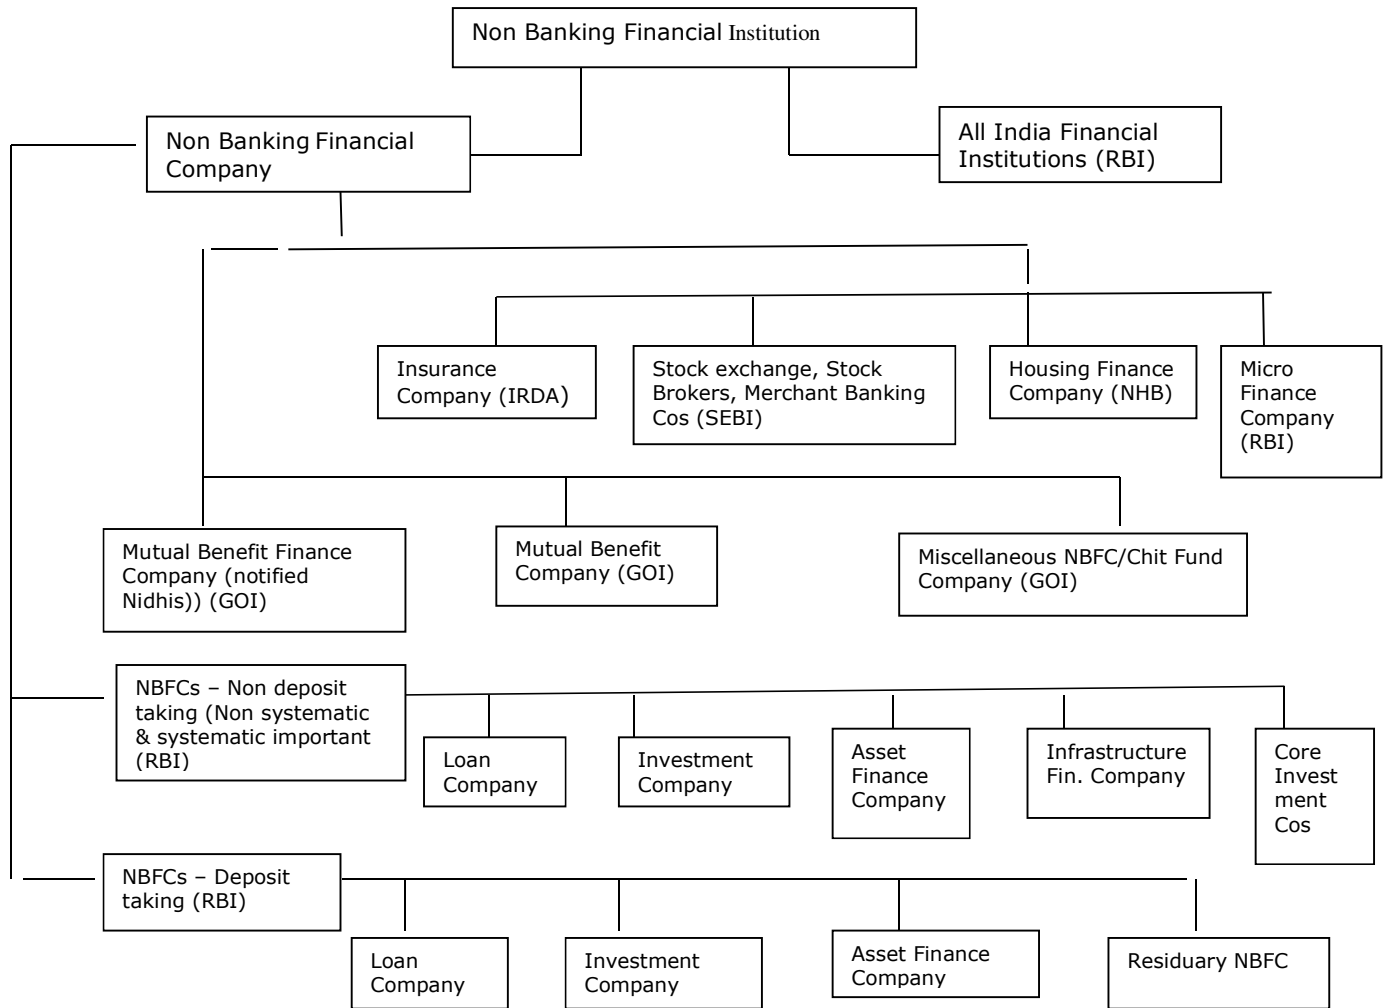 Non Banking Financial Institution
Non Banking Financial
Company
All India Financial
Institutions (RBI)
Insurance
Company (IRDA)
Stock exchange, Stock
Brokers, Merchant Banking
Cos (SEBI)
Housing Finance
Company (NHB)
Micro
Finance
Company
(RBI)
Mutual Benefit Finance
Company (notified
Nidhis)) (GOI)
Mutual Benefit
Company (GOI)
Miscellaneous NBFC/Chit Fund
Company (GOI)
NBFCs – Non deposit
taking (Non systematic
& systematic important
(RBI)
Loan
Company
Investment
Company
Asset
Finance
Company
Infrastructure
Fin. Company
Core
Invest
ment
Cos
NBFCs – Deposit
taking (RBI)
Loan
Company
Investment
Company
Asset Finance
Company
Residuary NBFC